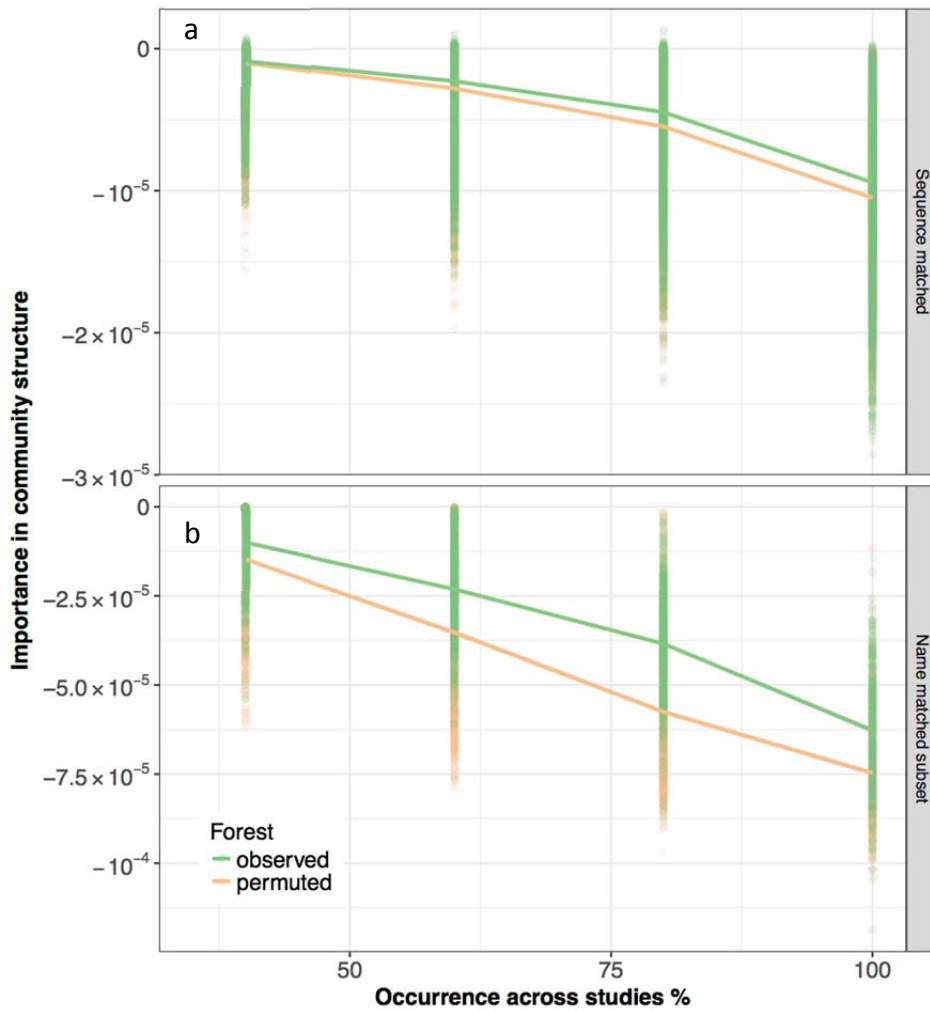 a
0
−10⁻⁵
−2 × 10⁻⁵
−3 × 10⁻⁵
Sequence matched
Importance in community structure
b
0
−2.5 × 10⁻⁵
−5.0 × 10⁻⁵
−7.5 × 10⁻⁵
−10⁻⁴
Name matched subset
Forest
observed
permuted
50
75
100
Occurrence across studies %